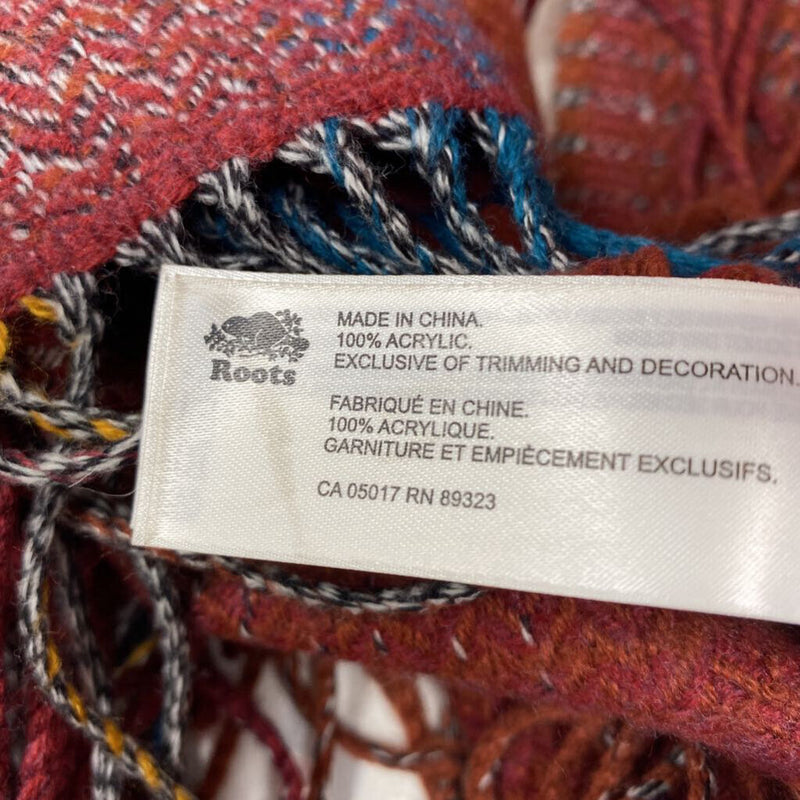 Roots
MADE IN CHINA.
100% ACRYLIC.
EXCLUSIVE OF TRIMMING AND DECORATION.
FABRIQUÉ EN CHINE.
100% ACRYLIQUE.
GARNITURE ET EMPIÈCEMENT EXCLUSIFS.
CA 05017 RN 89323